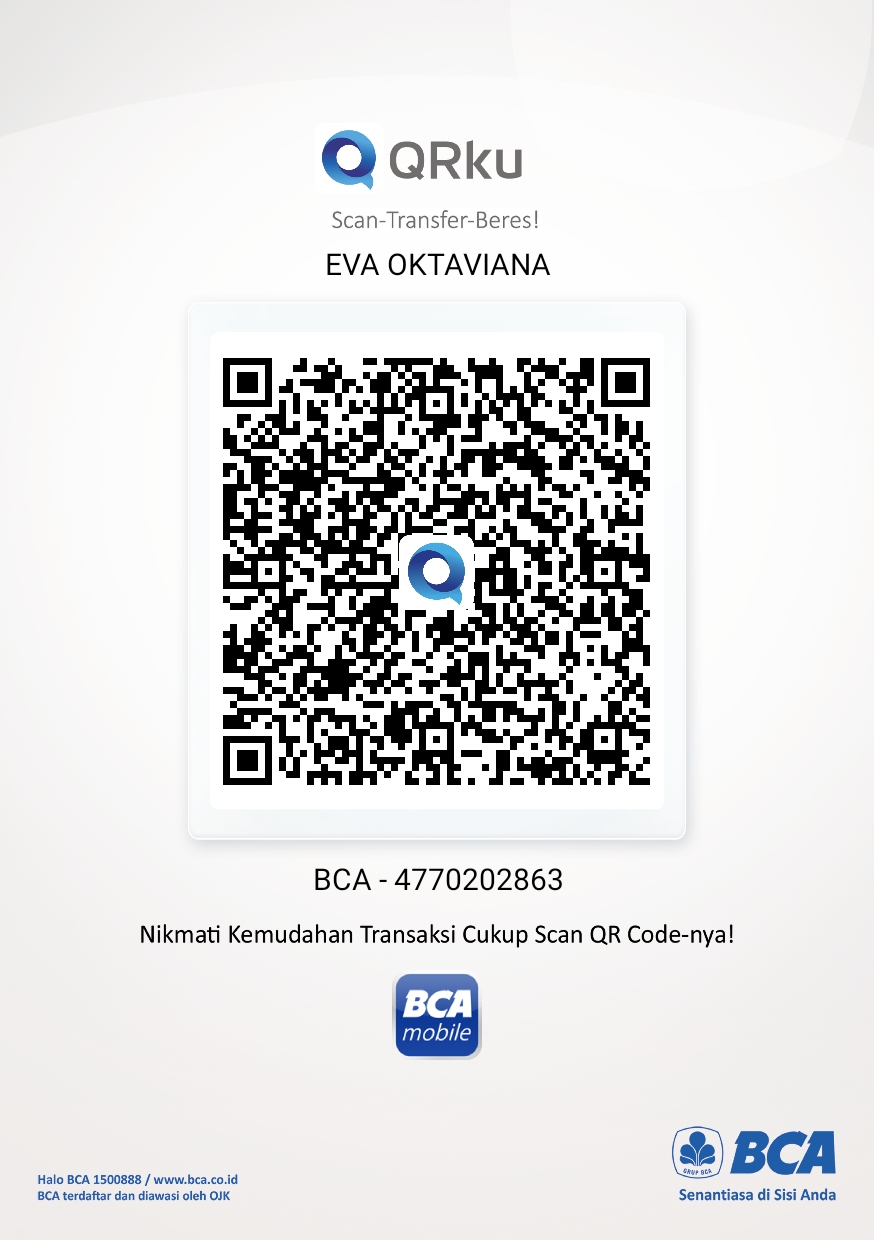 QRku
Scan-Transfer-Beres!
EVA OKTAVIANA
BCA - 4770202863
Nikmati Kemudahan Transaksi Cukup Scan QR Code-nya!
BCA
mobile
GRUP BCA
BCA
Halo BCA 1500888 / www.bca.co.id
BCA terdaftar dan diawasi oleh OJK
Senantiasa di Sisi Anda